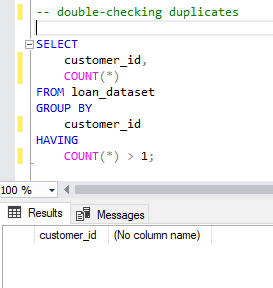 -- double-checking duplicates
SELECT
customer_id,
COUNT(*)
FROM loan_dataset
GROUP BY
customer_id
HAVING
COUNT(*) > 1;
100 %
Results Messages
customer_id (No column name)